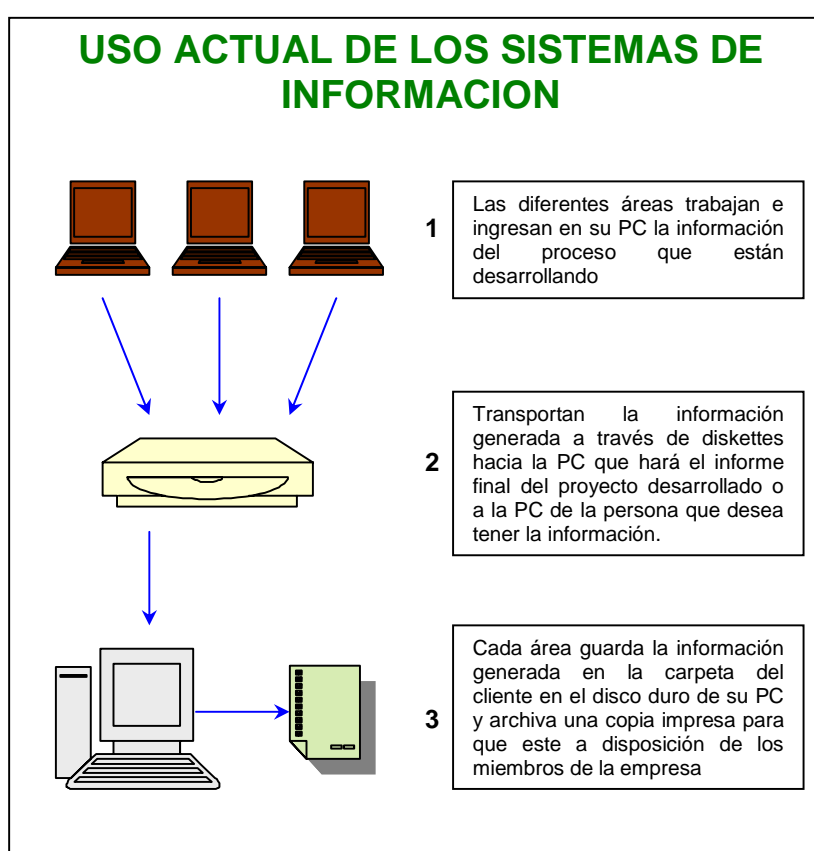 USO ACTUAL DE LOS SISTEMAS DE
INFORMACION
1
Las diferentes áreas trabajan e
ingresan en su PC la información
del proceso que están
desarrollando
2
Transportan la información
generada a través de diskettes
hacia la PC que hará el informe
final del proyecto desarrollado o
a la PC de la persona que desea
tener la información.
3
Cada área guarda la información
generada en la carpeta del
cliente en el disco duro de su PC
y archiva una copia impresa para
que este a disposición de los
miembros de la empresa